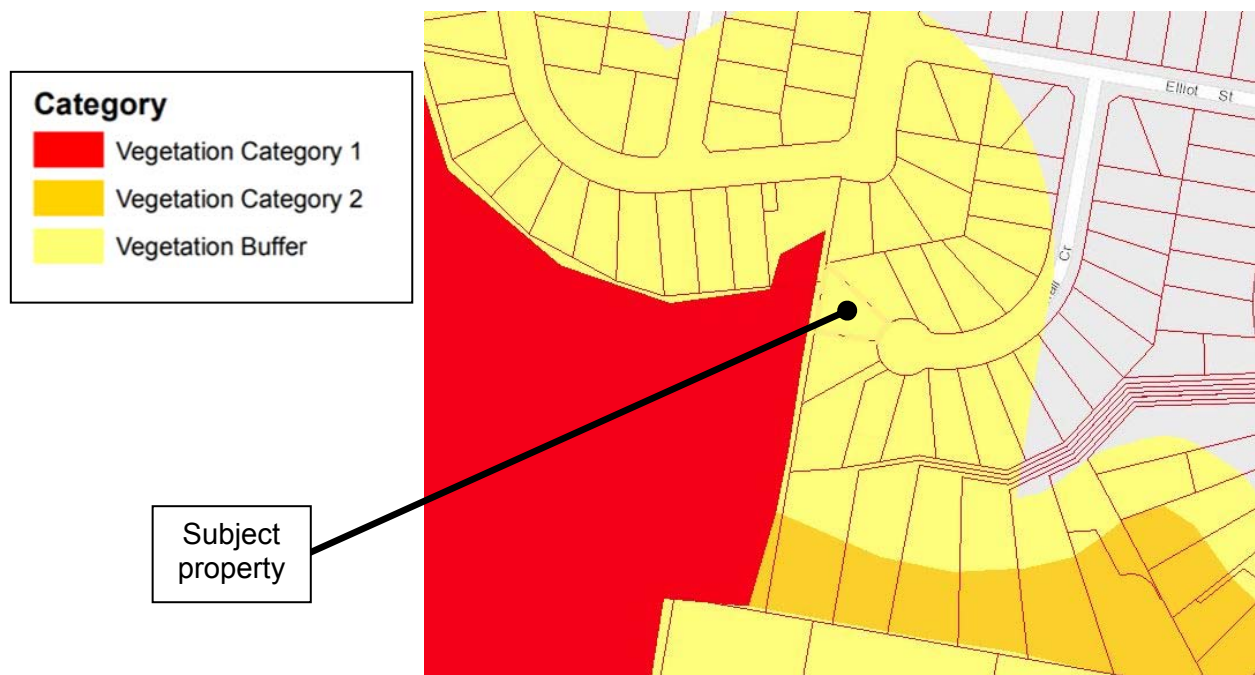 Category
Vegetation Category 1
Vegetation Category 2
Vegetation Buffer
Elliot St
Cr
Subject
property